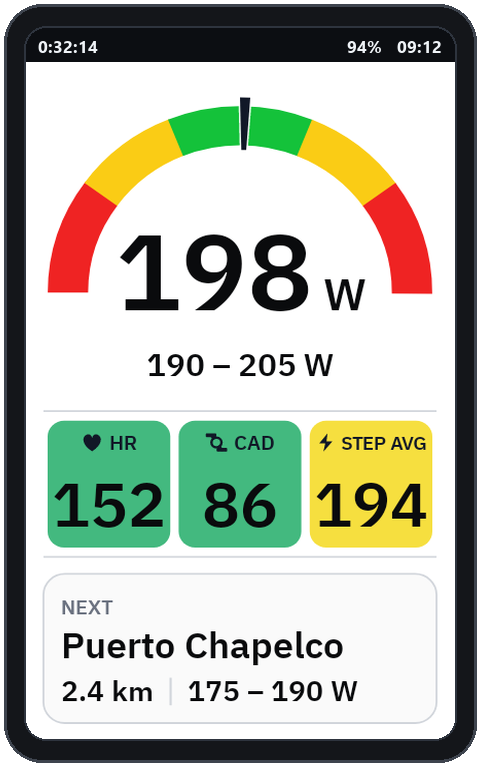 0:32:14 94% 09:12
198 W
190 – 205 W
HR CAD STEP AVG
152 86 194
NEXT
Puerto Chapelco
2.4 km 175 – 190 W